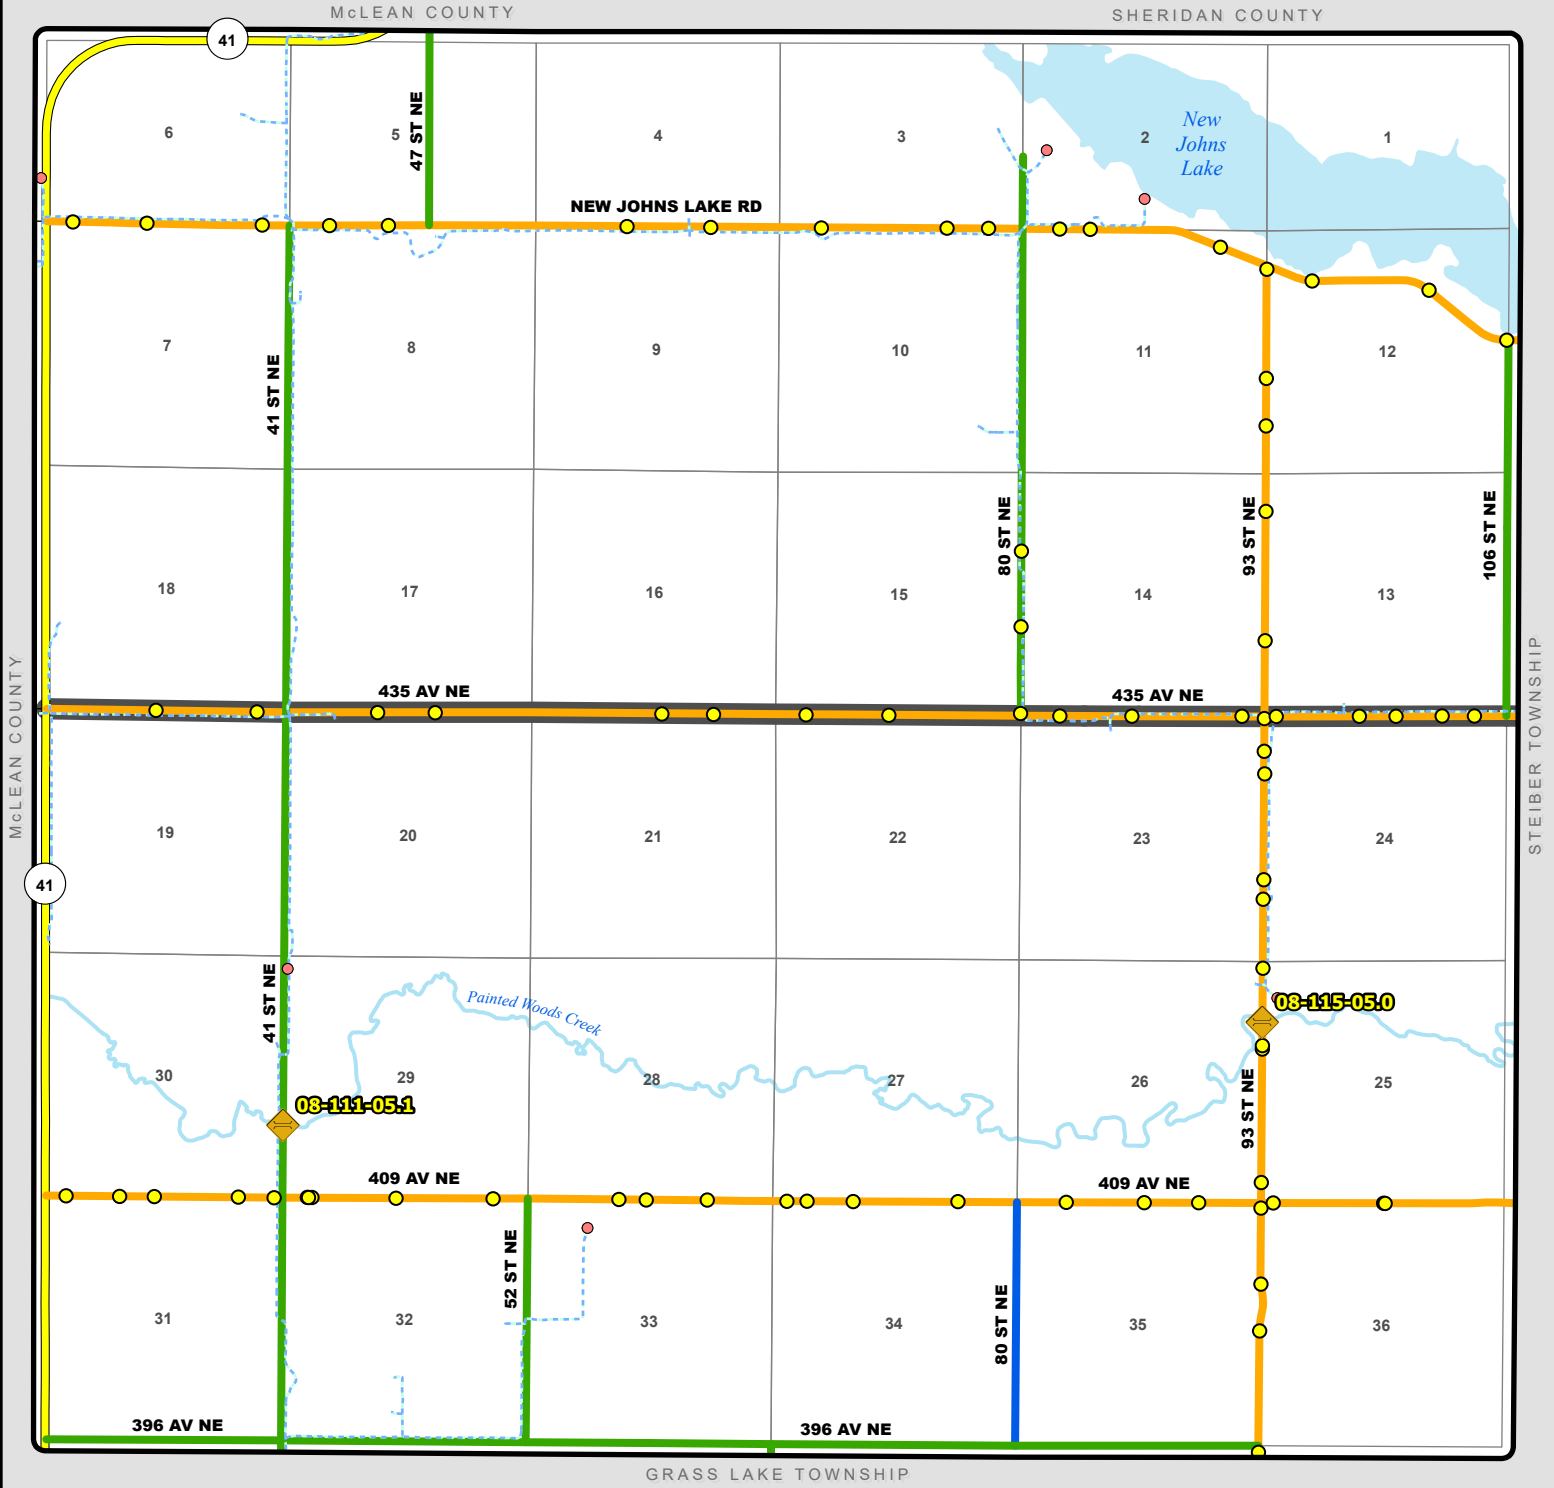 McLEAN COUNTY
SHERIDAN COUNTY
41
47 ST NE
6
5
4
3
2
1
New
Johns
Lake
NEW JOHNS LAKE RD
7
8
9
10
11
12
41 ST NE
80 ST NE
93 ST NE
106 ST NE
18
17
16
15
14
13
McLEAN COUNTY
STEIBER TOWNSHIP
435 AV NE
435 AV NE
19
20
21
22
23
24
41
41 ST NE
Painted Woods Creek
08-115-05.0
30
29
28
27
26
25
08-111-05.1
93 ST NE
409 AV NE
409 AV NE
52 ST NE
80 ST NE
31
32
33
34
35
36
396 AV NE
396 AV NE
GRASS LAKE TOWNSHIP